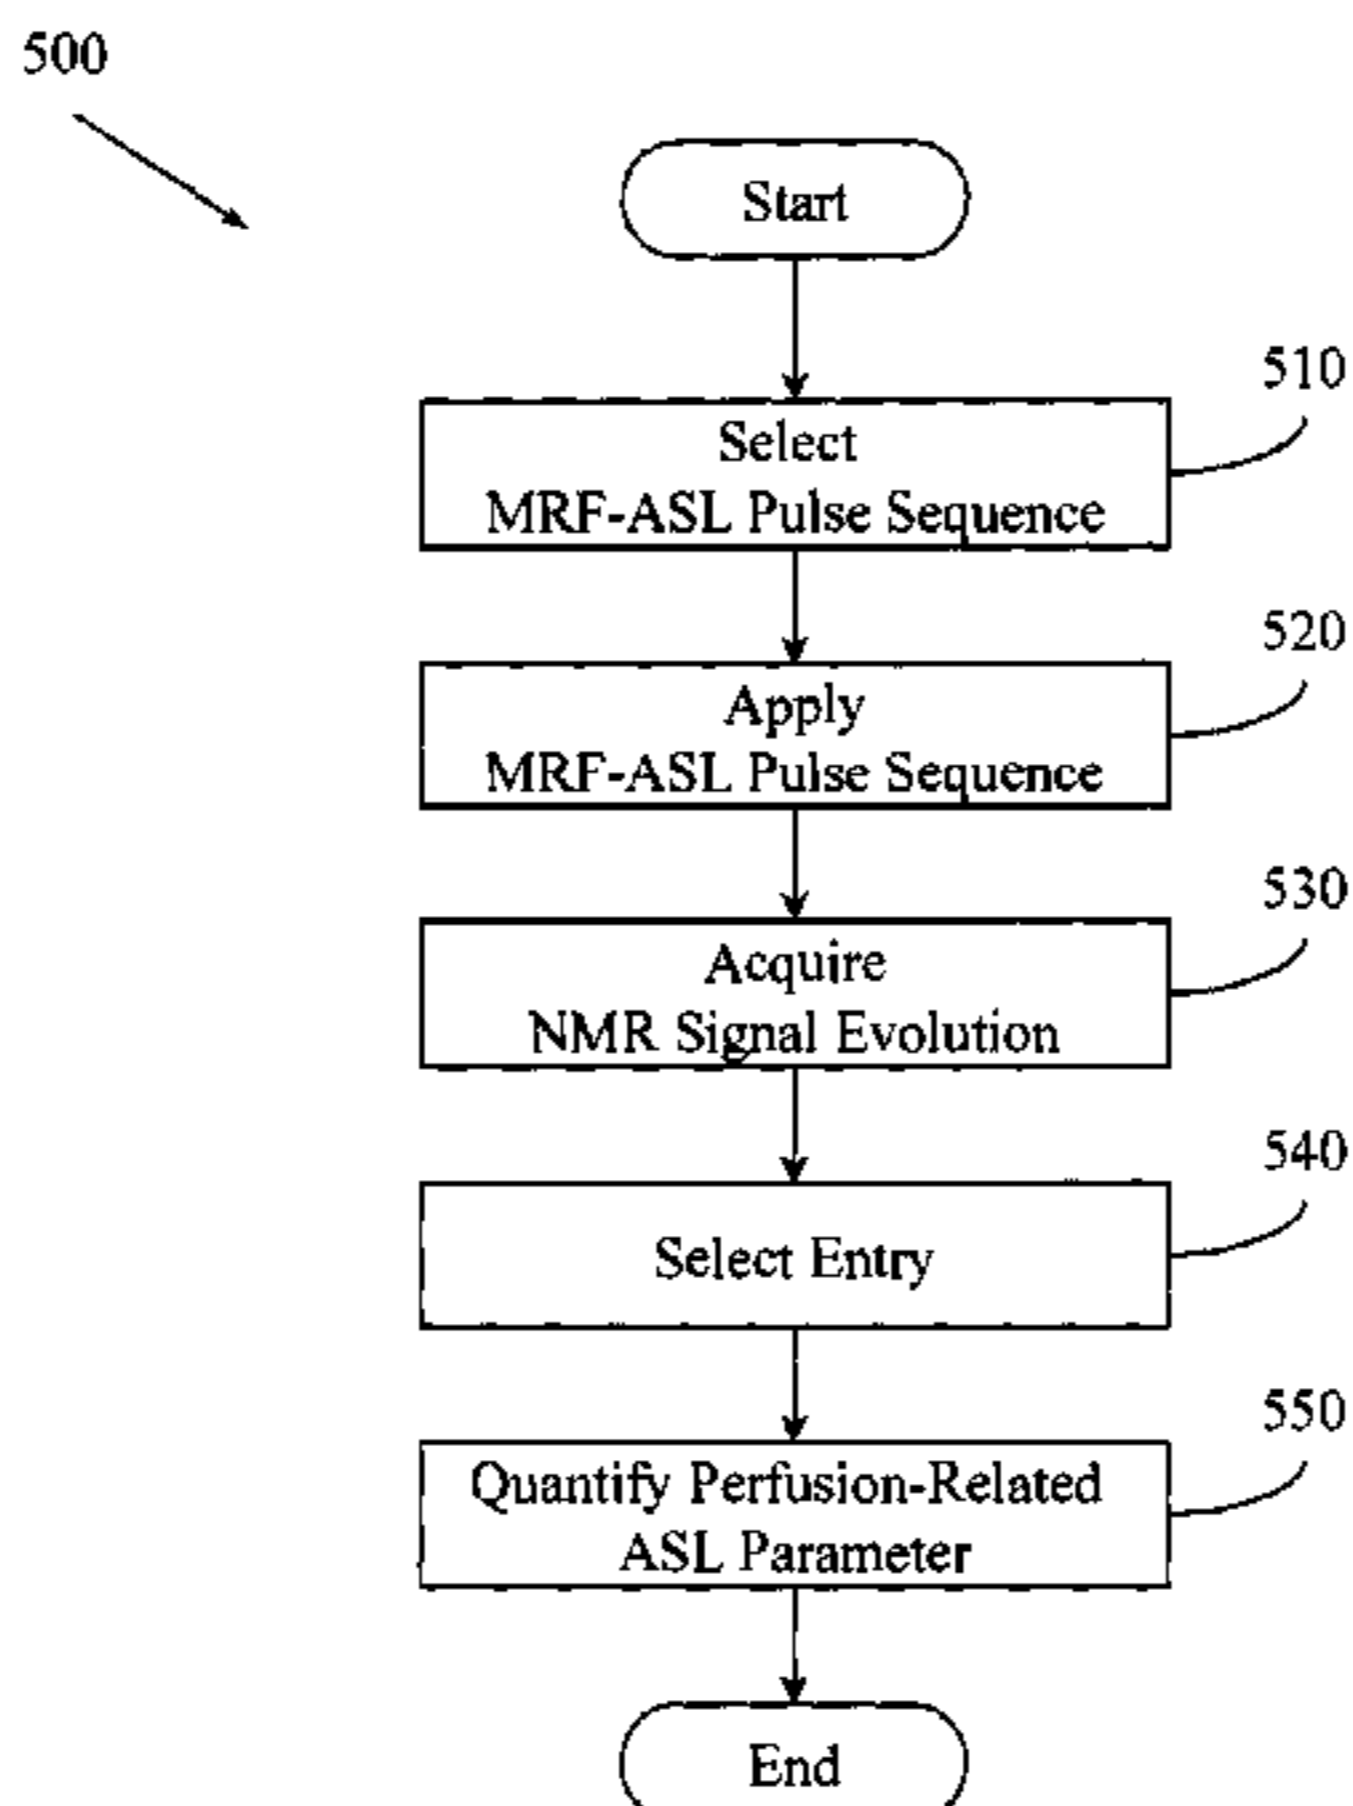 500
Start
510
Select
MRF-ASL Pulse Sequence
520
Apply
MRF-ASL Pulse Sequence
530
Acquire
NMR Signal Evolution
540
Select Entry
550
Quantify Perfusion-Related
ASL Parameter
End